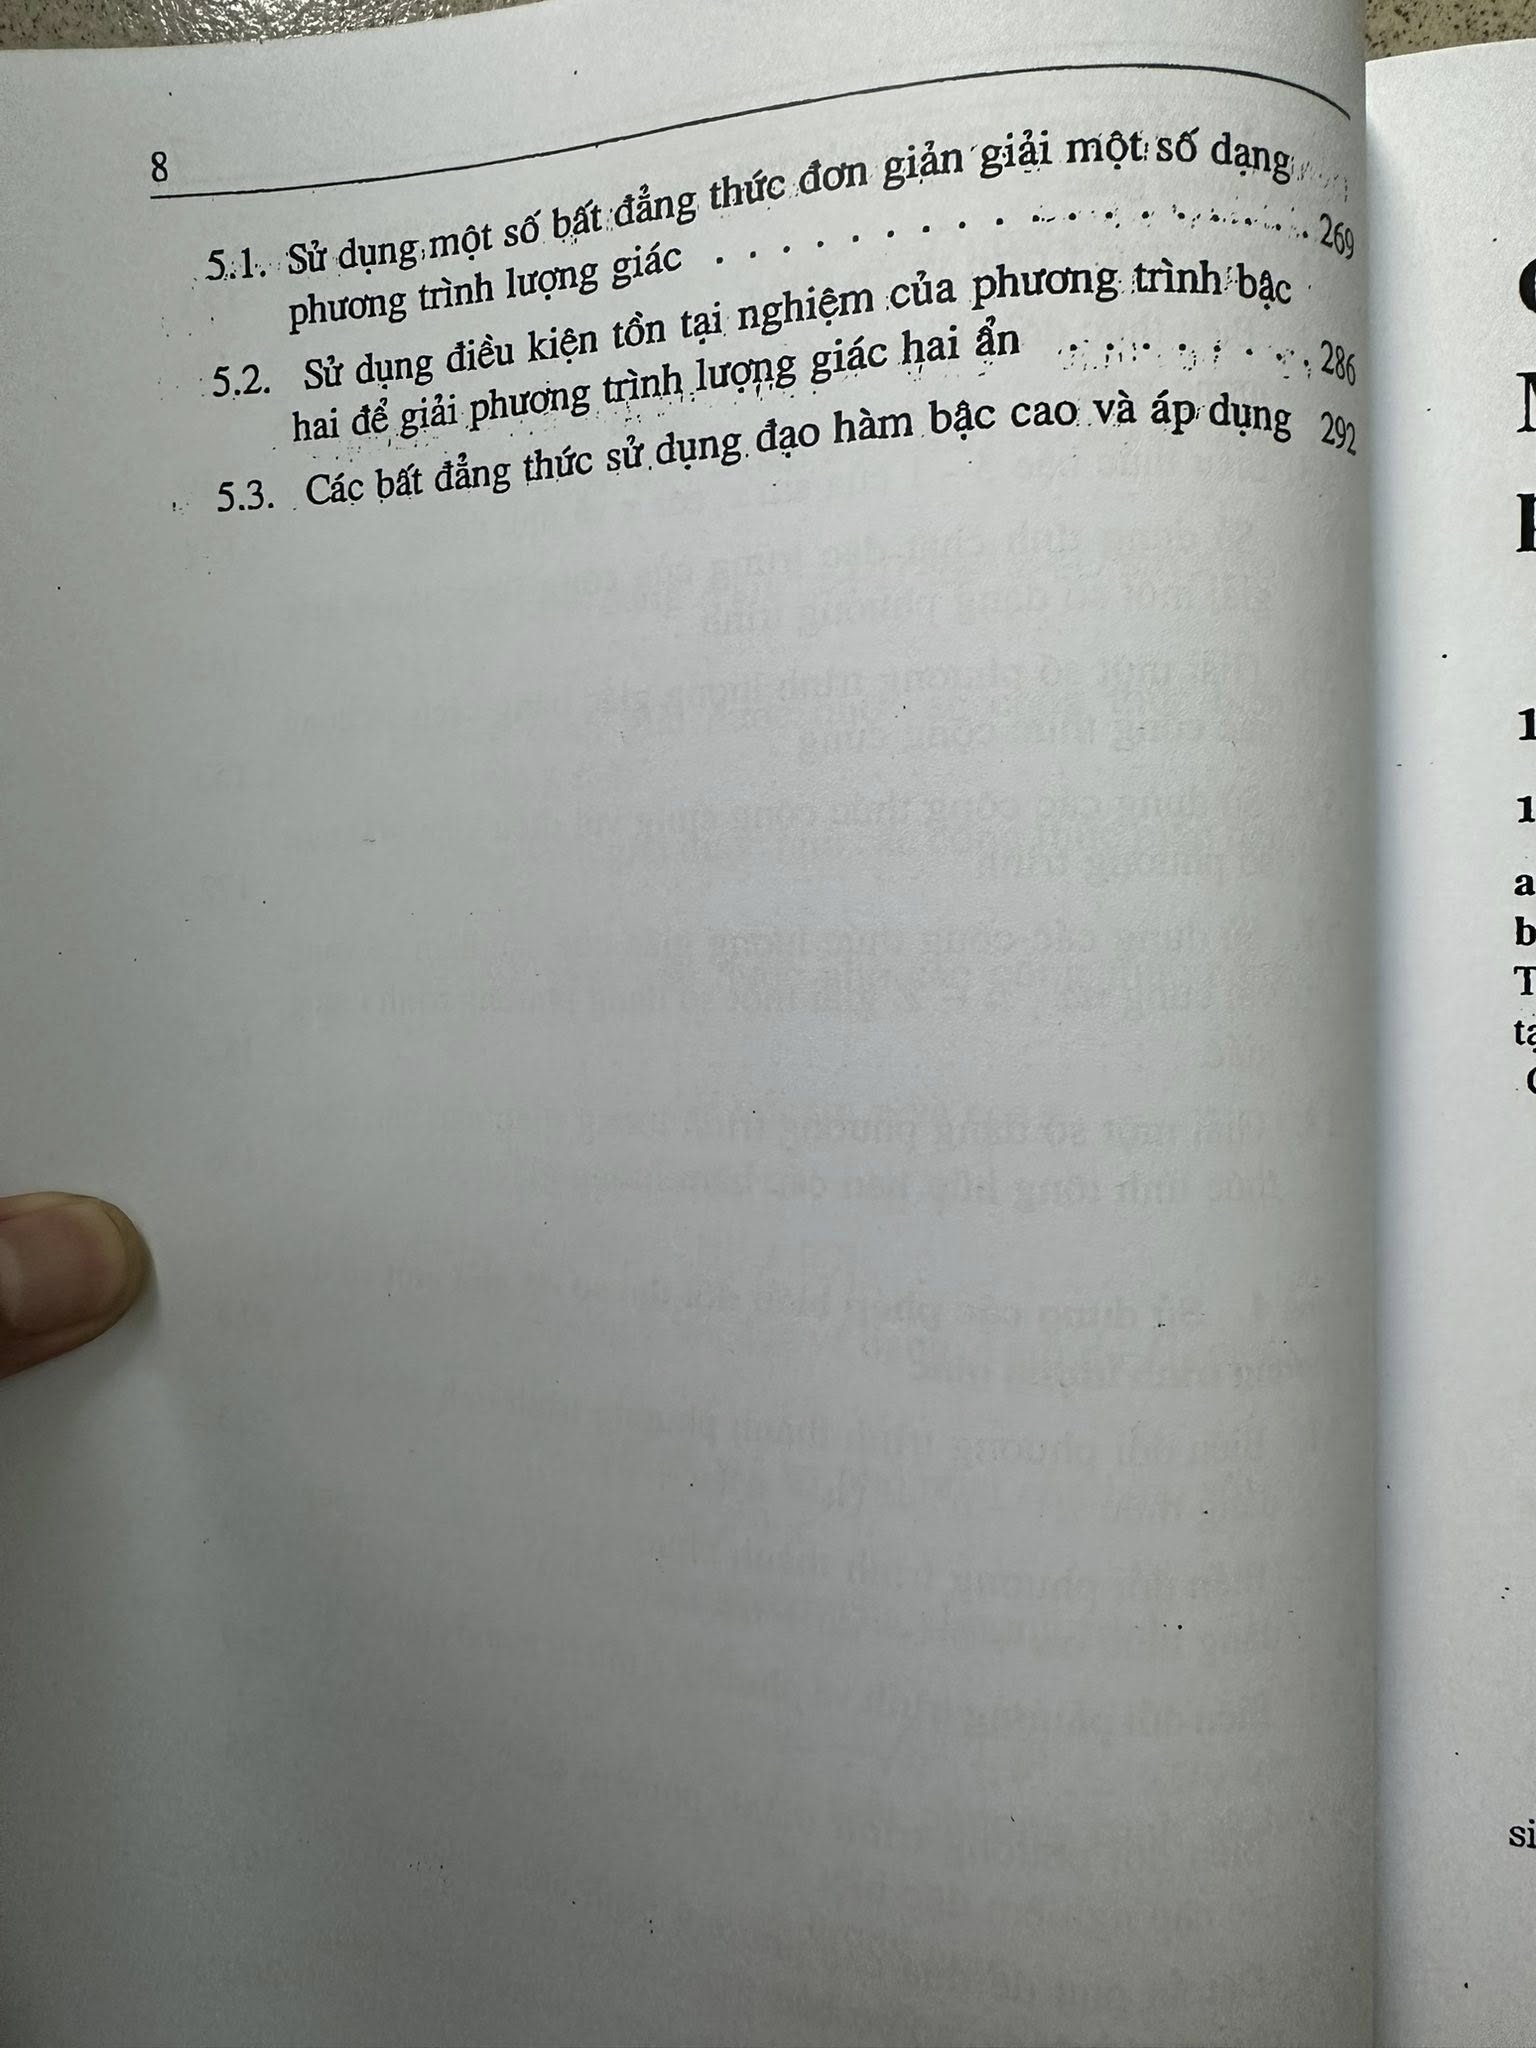 8
5.1. Sử dụng một số bất đẳng thức đơn giản giải một số dạng
phương trình lượng giác . . . . . . . . . . . . . . . . . . 269
5.2. Sử dụng điều kiện tồn tại nghiệm của phương trình bậc
hai để giải phương trình lượng giác hai ẩn . . . . . . . 286
5.3. Các bất đẳng thức sử dụng đạo hàm bậc cao và áp dụng 292
1
1
a
b
T
si